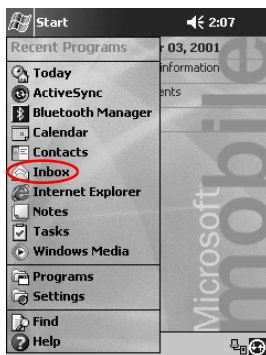 Start 2:07
Recent Programs r 03, 2001
Today information
ActiveSync ents
Bluetooth Manager
Calendar
Contacts
Inbox
Internet Explorer
Notes
Tasks
Windows Media
Programs
Settings
Find
Help
Microsoft
mobile